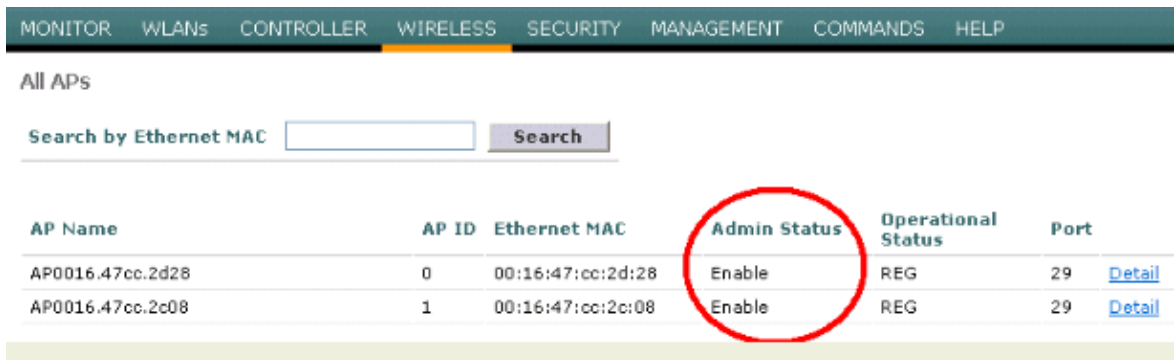 MONITOR WLANs CONTROLLER WIRELESS SECURITY MANAGEMENT COMMANDS HELP
All APs
Search by Ethernet MAC Search
AP Name AP ID Ethernet MAC Admin Status Operational Status Port
AP0016.47cc.2d28 0 00:16:47:cc:2d:28 Enable REG 29 Detail
AP0016.47cc.2c08 1 00:16:47:cc:2c:08 Enable REG 29 Detail